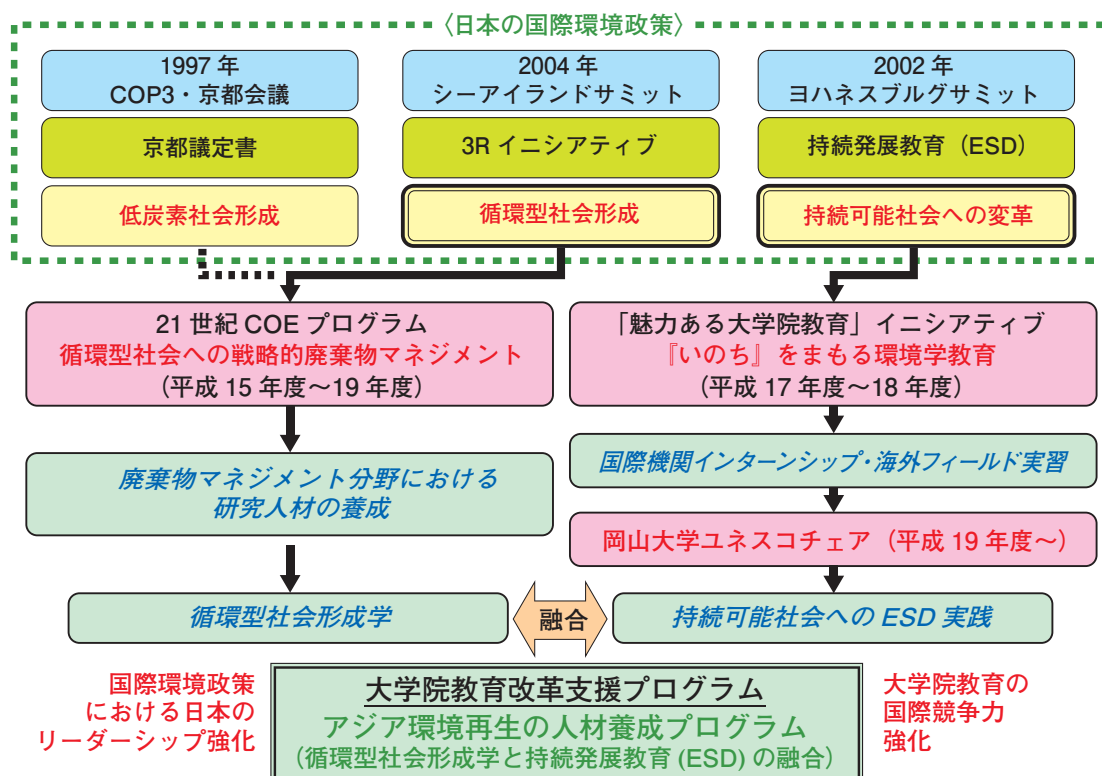 〈日本の国際環境政策〉
1997 年
COP3・京都会議
京都議定書
低炭素社会形成
2004 年
シーアイランドサミット
3R イニシアティブ
循環型社会形成
2002 年
ヨハネスブルグサミット
持続発展教育（ESD）
持続可能社会への変革
21 世紀 COE プログラム
循環型社会への戦略的廃棄物マネジメント
（平成 15 年度～19 年度）
廃棄物マネジメント分野における
研究人材の養成
循環型社会形成学
「魅力ある大学院教育」イニシアティブ
『いのち』をまもる環境学教育
（平成 17 年度～18 年度）
国際機関インターンシップ・海外フィールド実習
岡山大学ユネスコチェア（平成 19 年度～）
持続可能社会への ESD 実践
融合
国際環境政策
における日本の
リーダーシップ強化
大学院教育改革支援プログラム
アジア環境再生の人材養成プログラム
（循環型社会形成学と持続発展教育 (ESD) の融合）
大学院教育の
国際競争力
強化